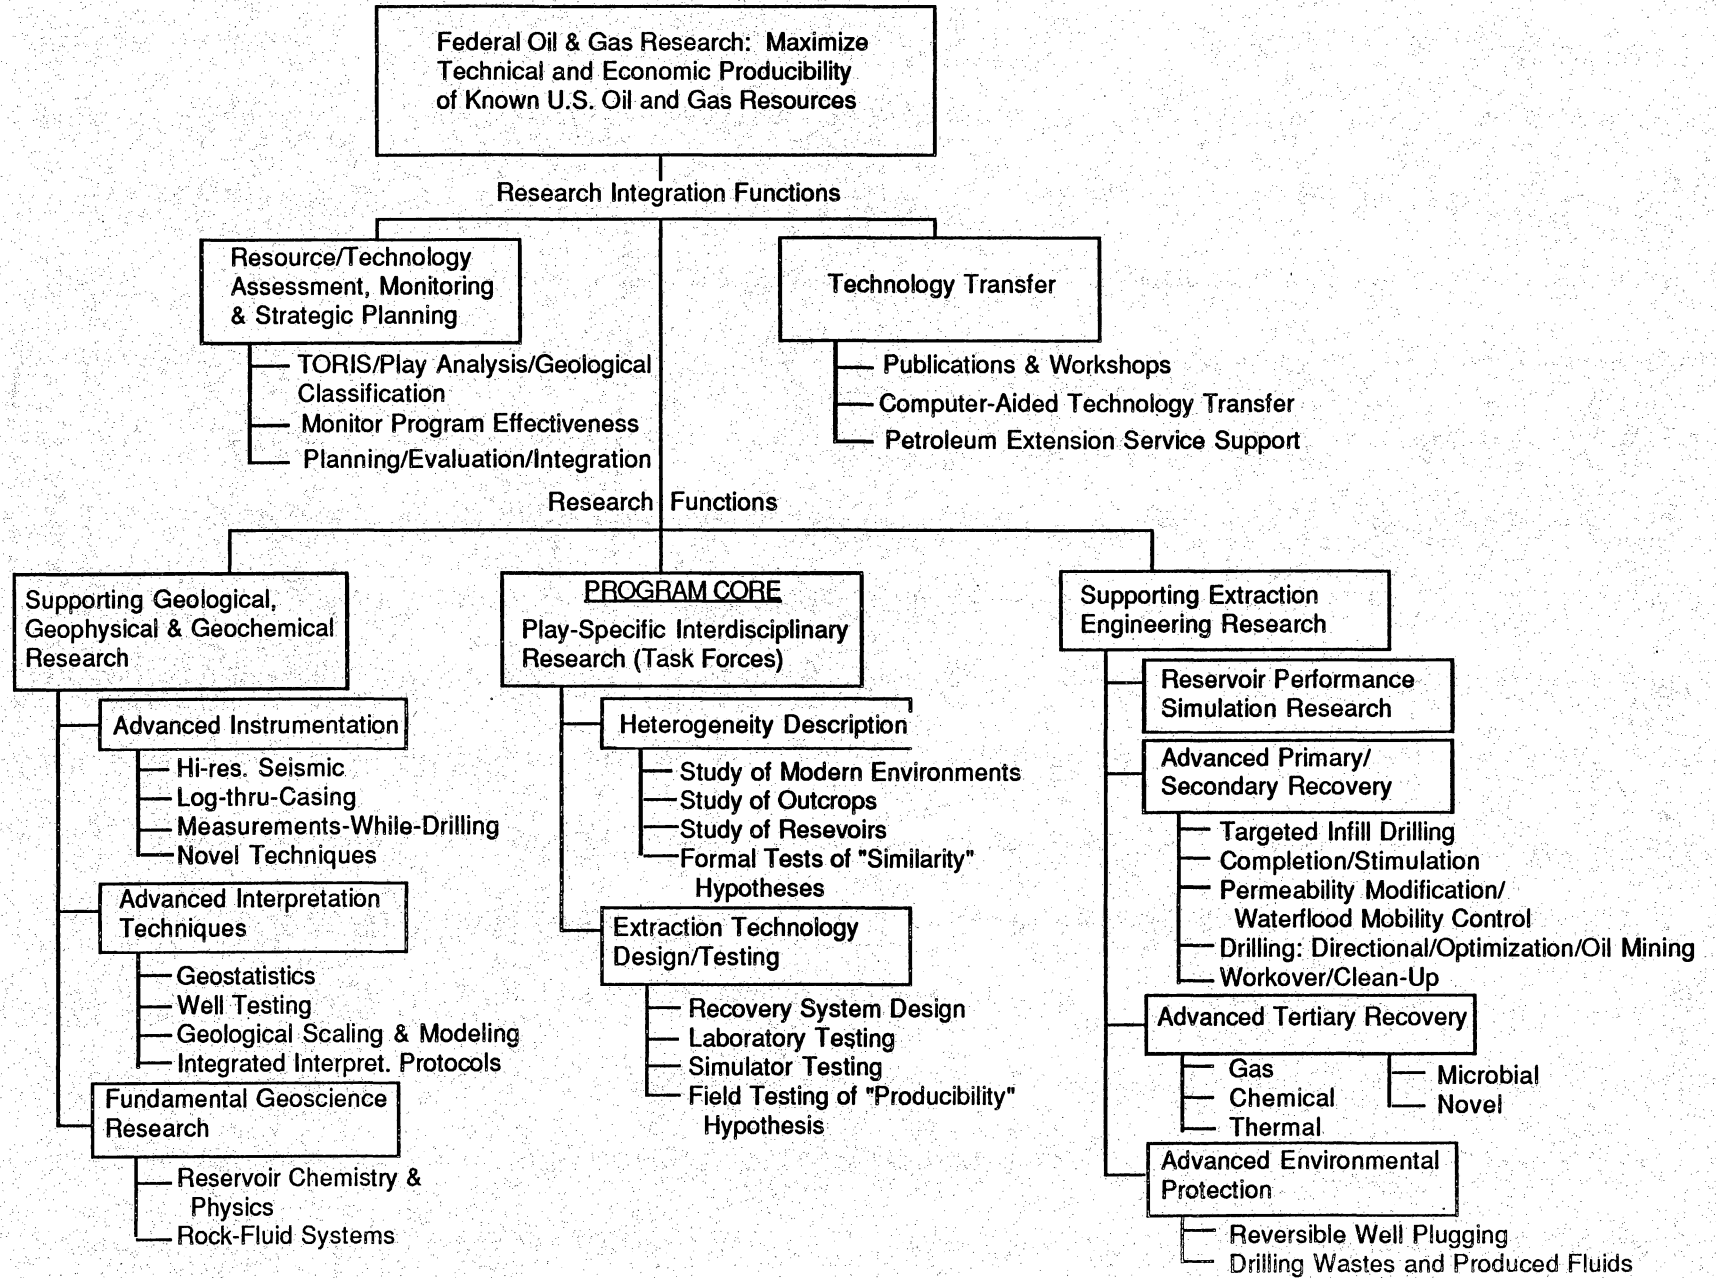 Federal Oil & Gas Research: Maximize
Technical and Economic Producibility
of Known U.S. Oil and Gas Resources
Research Integration Functions
Resource/Technology
Assessment, Monitoring
& Strategic Planning
TORIS/Play Analysis/Geological
Classification
Monitor Program Effectiveness
Planning/Evaluation/Integration
Technology Transfer
Publications & Workshops
Computer-Aided Technology Transfer
Petroleum Extension Service Support
Research Functions
Supporting Geological,
Geophysical & Geochemical
Research
Advanced Instrumentation
Hi-res. Seismic
Log-thru-Casing
Measurements-While-Drilling
Novel Techniques
Advanced Interpretation
Techniques
Geostatistics
Well Testing
Geological Scaling & Modeling
Integrated Interpret. Protocols
Fundamental Geoscience
Research
Reservoir Chemistry &
Physics
Rock-Fluid Systems
PROGRAM CORE
Play-Specific Interdisciplinary
Research (Task Forces)
Heterogeneity Description
Study of Modern Environments
Study of Outcrops
Study of Resevoirs
Formal Tests of "Similarity"
Hypotheses
Extraction Technology
Design/Testing
Recovery System Design
Laboratory Testing
Simulator Testing
Field Testing of "Producibility"
Hypothesis
Supporting Extraction
Engineering Research
Reservoir Performance
Simulation Research
Advanced Primary/
Secondary Recovery
Targeted Infill Drilling
Completion/Stimulation
Permeability Modification/
Waterflood Mobility Control
Drilling: Directional/Optimization/Oil Mining
Workover/Clean-Up
Advanced Tertiary Recovery
Gas
Chemical
Thermal
Microbial
Novel
Advanced Environmental
Protection
Reversible Well Plugging
Drilling Wastes and Produced Fluids